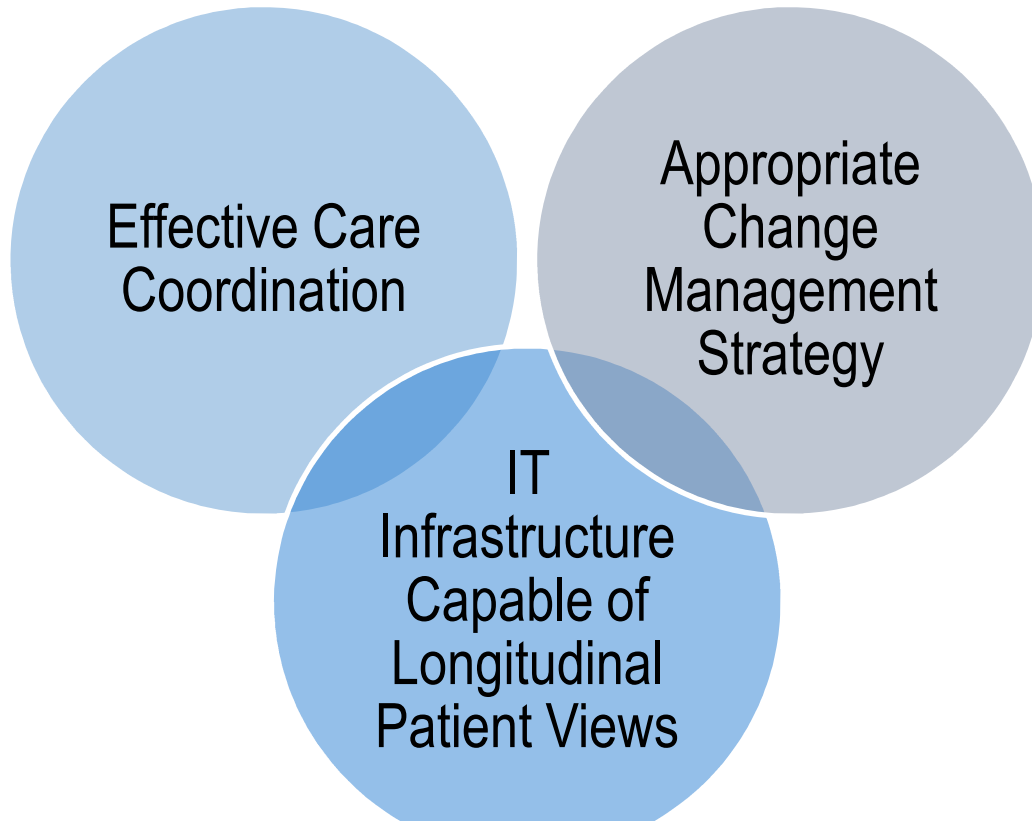 Effective Care
Coordination
Appropriate
Change
Management
Strategy
IT
Infrastructure
Capable of
Longitudinal
Patient Views